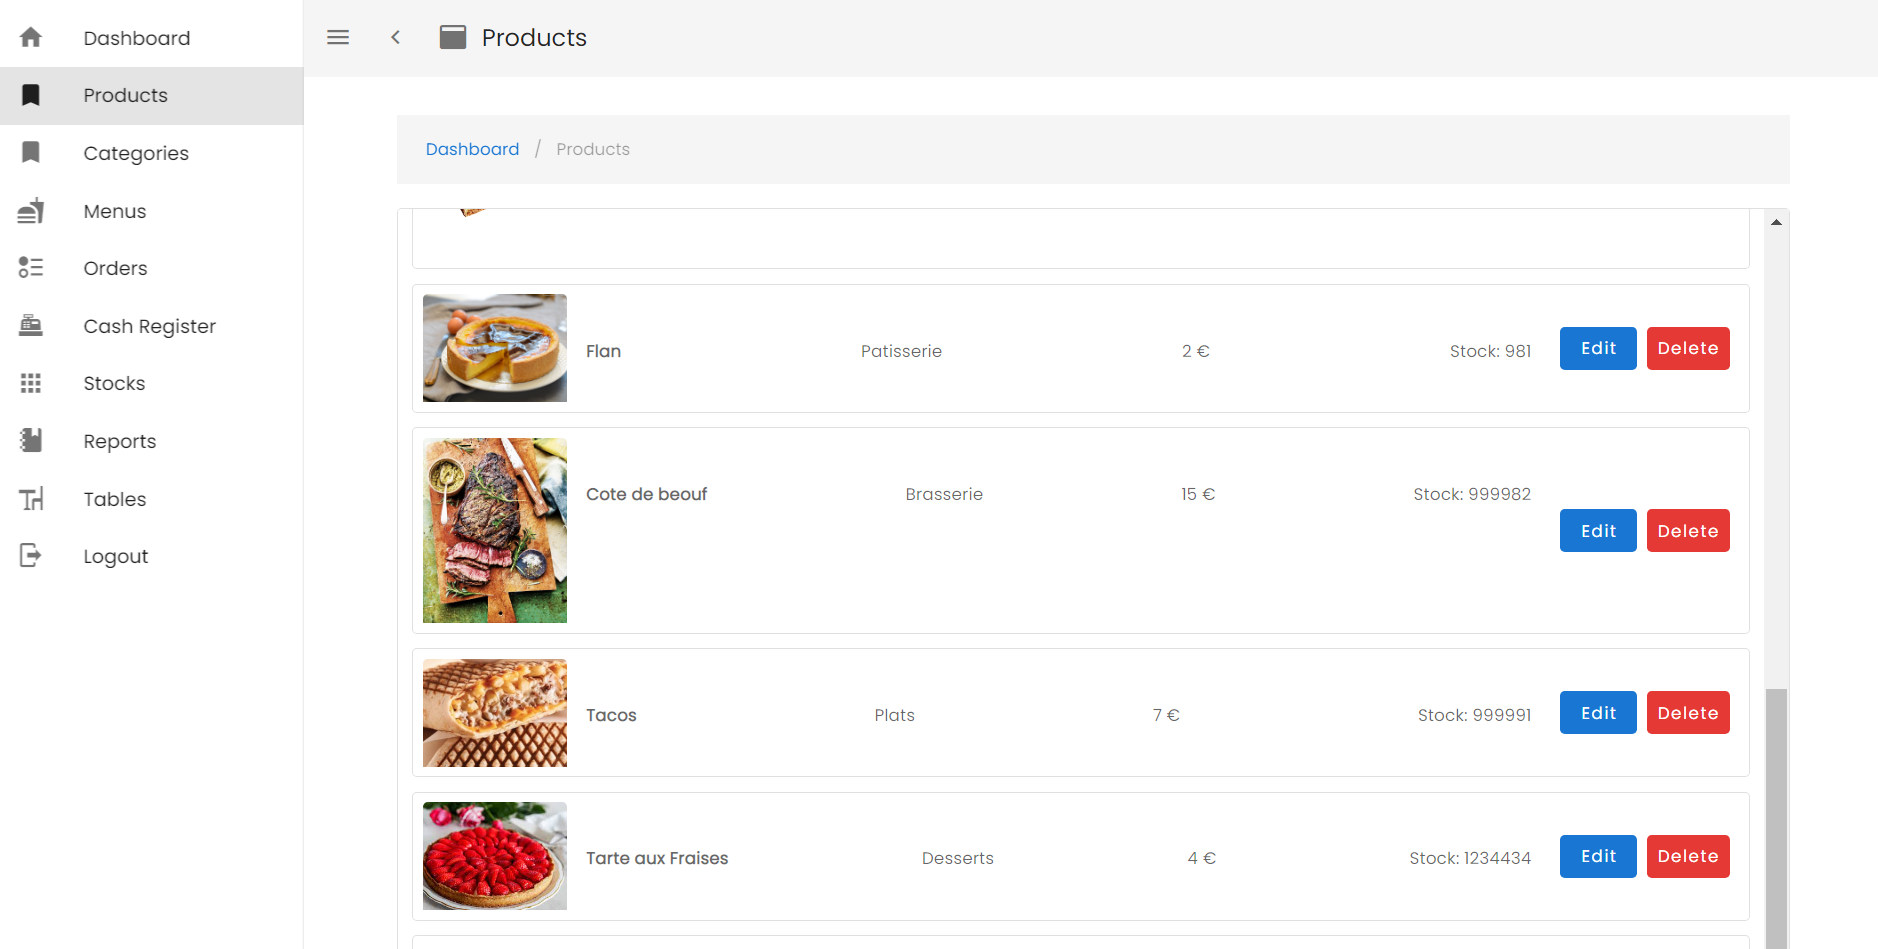 Dashboard
Products
Categories
Menus
Orders
Cash Register
Stocks
Reports
Tables
Logout
Products
Dashboard / Products
Flan Patisserie 2 € Stock: 981 Edit Delete
Cote de beouf Brasserie 15 € Stock: 999982
Edit Delete
Tacos Plats 7 € Stock: 999991 Edit Delete
Tarte aux Fraises Desserts 4 € Stock: 1234434 Edit Delete